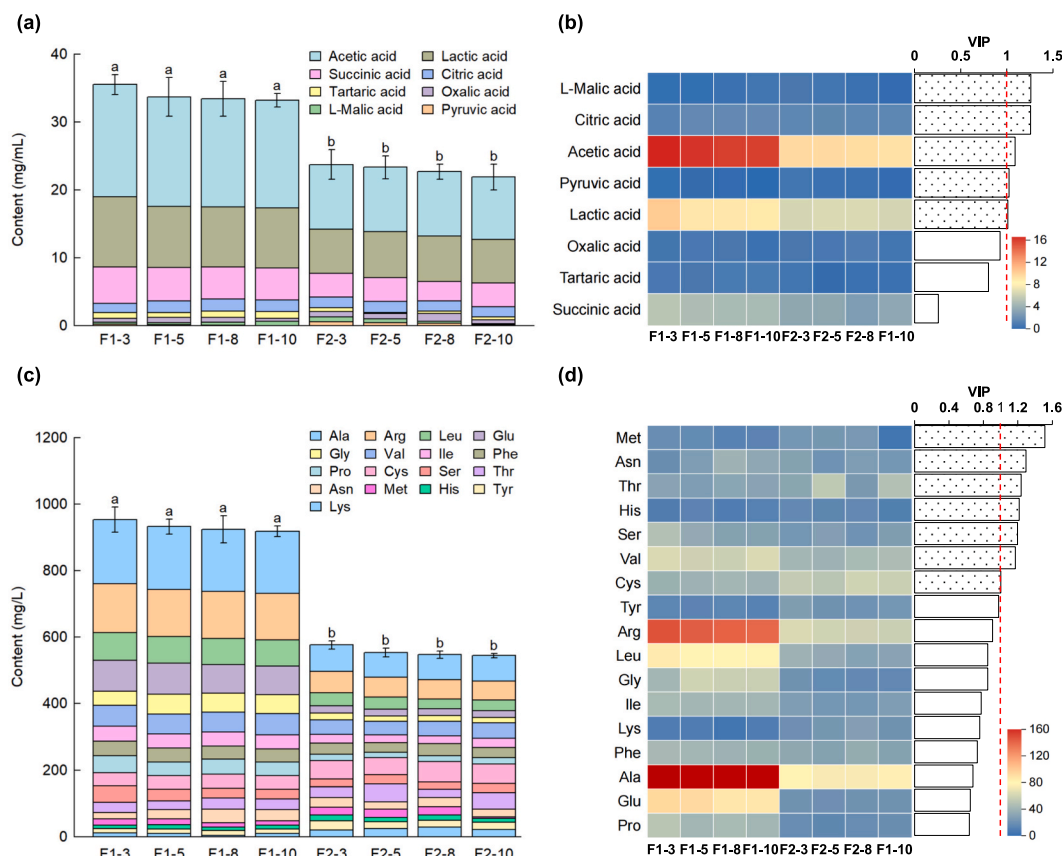 (a)
Content (mg/mL)
40
30
20
10
0
Acetic acid Lactic acid
Succinic acid Citric acid
Tartaric acid Oxalic acid
L-Malic acid Pyruvic acid
a a a a b b b b
F1-3 F1-5 F1-8 F1-10 F2-3 F2-5 F2-8 F2-10
(b)
VIP
0 0.5 1 1.5
L-Malic acid
Citric acid
Acetic acid
Pyruvic acid
Lactic acid
Oxalic acid
Tartaric acid
Succinic acid
16
12
8
4
0
F1-3 F1-5 F1-8 F1-10 F2-3 F2-5 F2-8 F1-10
(c)
Content (mg/L)
1200
1000
800
600
400
200
0
Ala Arg Leu Glu
Gly Val Ile Phe
Pro Cys Ser Thr
Asn Met His Tyr
Lys
a a a a b b b b
F1-3 F1-5 F1-8 F1-10 F2-3 F2-5 F2-8 F2-10
(d)
VIP
0 0.4 0.8 1 1.2 1.6
Met
Asn
Thr
His
Ser
Val
Cys
Tyr
Arg
Leu
Gly
Ile
Lys
Phe
Ala
Glu
Pro
160
120
80
40
0
F1-3 F1-5 F1-8 F1-10 F2-3 F2-5 F2-8 F1-10